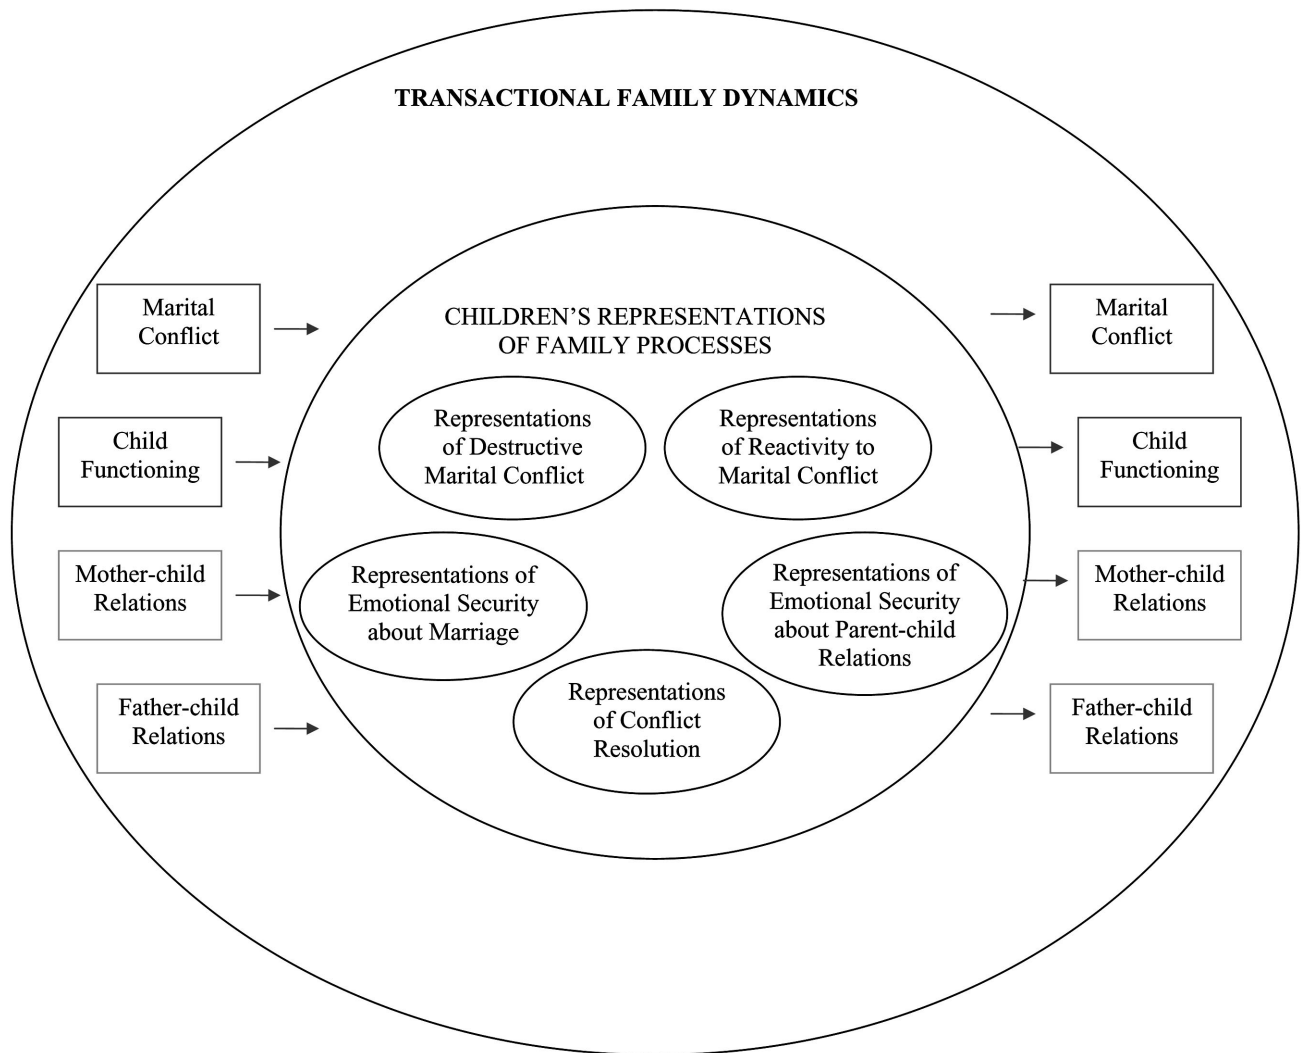 TRANSACTIONAL FAMILY DYNAMICS
CHILDREN’S REPRESENTATIONS
OF FAMILY PROCESSES
Marital
Conflict
Child
Functioning
Mother-child
Relations
Father-child
Relations
Representations
of Destructive
Marital Conflict
Representations
of Reactivity to
Marital Conflict
Representations of
Emotional Security
about Marriage
Representations of
Emotional Security
about Parent-child
Relations
Representations
of Conflict
Resolution
Marital
Conflict
Child
Functioning
Mother-child
Relations
Father-child
Relations